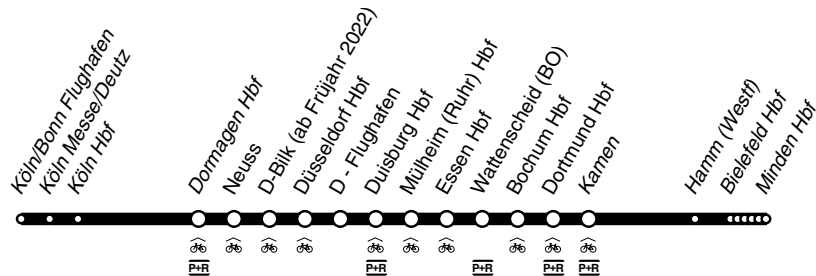 Köln/Bonn Flughafen
Köln Messe/Deutz
Köln Hbf
Dormagen Hbf
Neuss
D-Bilk (ab Frühjahr 2022)
Düsseldorf Hbf
D - Flughafen
Duisburg Hbf
Mülheim (Ruhr) Hbf
Essen Hbf
Wattenscheid (BO)
Bochum Hbf
Dortmund Hbf
Kamen
Hamm (Westf)
Bielefeld Hbf
Minden Hbf
P+R
P+R
P+R
P+R
P+R